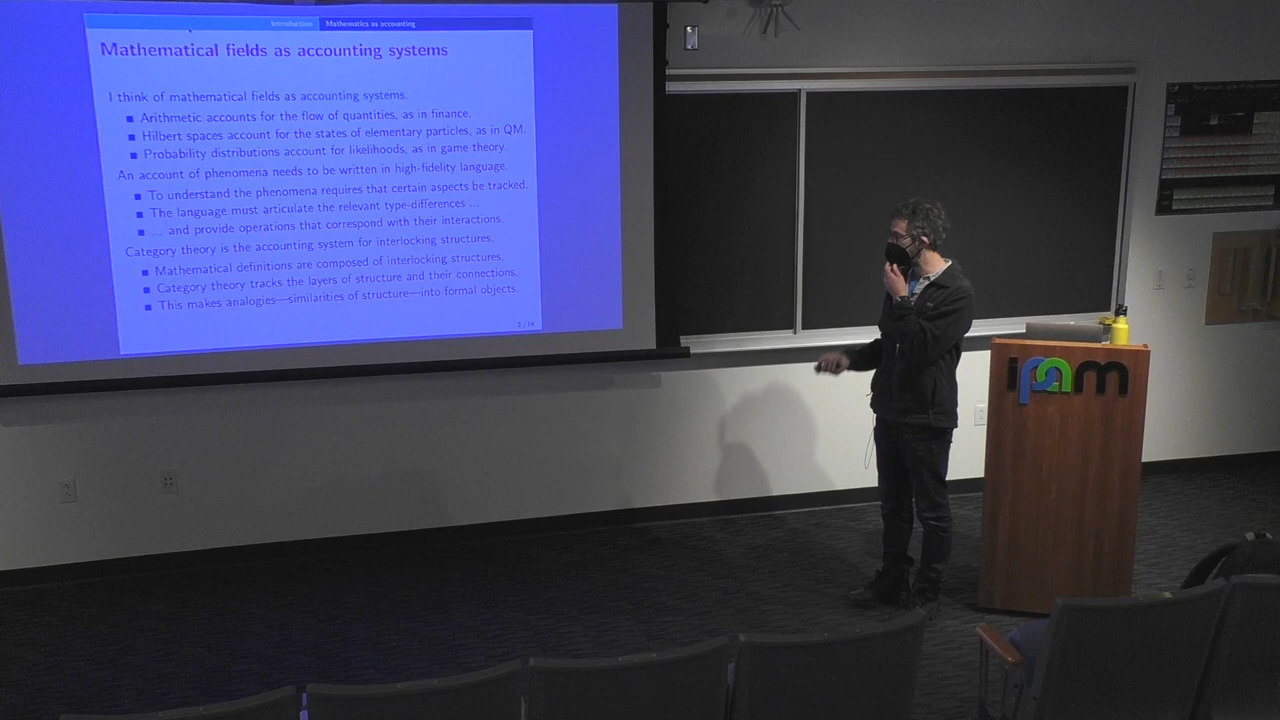 Introduction Mathematics as accounting
Mathematical fields as accounting systems
I think of mathematical fields as accounting systems.
Arithmetic accounts for the flow of quantities, as in finance.
Hilbert spaces account for the states of elementary particles, as in QM.
Probability distributions account for likelihoods, as in game theory.
An account of phenomena needs to be written in high-fidelity language.
To understand the phenomena requires that certain aspects be tracked.
The language must articulate the relevant type-differences ...
... and provide operations that correspond with their interactions.
Category theory is the accounting system for interlocking structures.
Mathematical definitions are composed of interlocking structures.
Category theory tracks the layers of structure and their connections.
This makes analogies—similarities of structure—into formal objects.
2 / 14
ipam